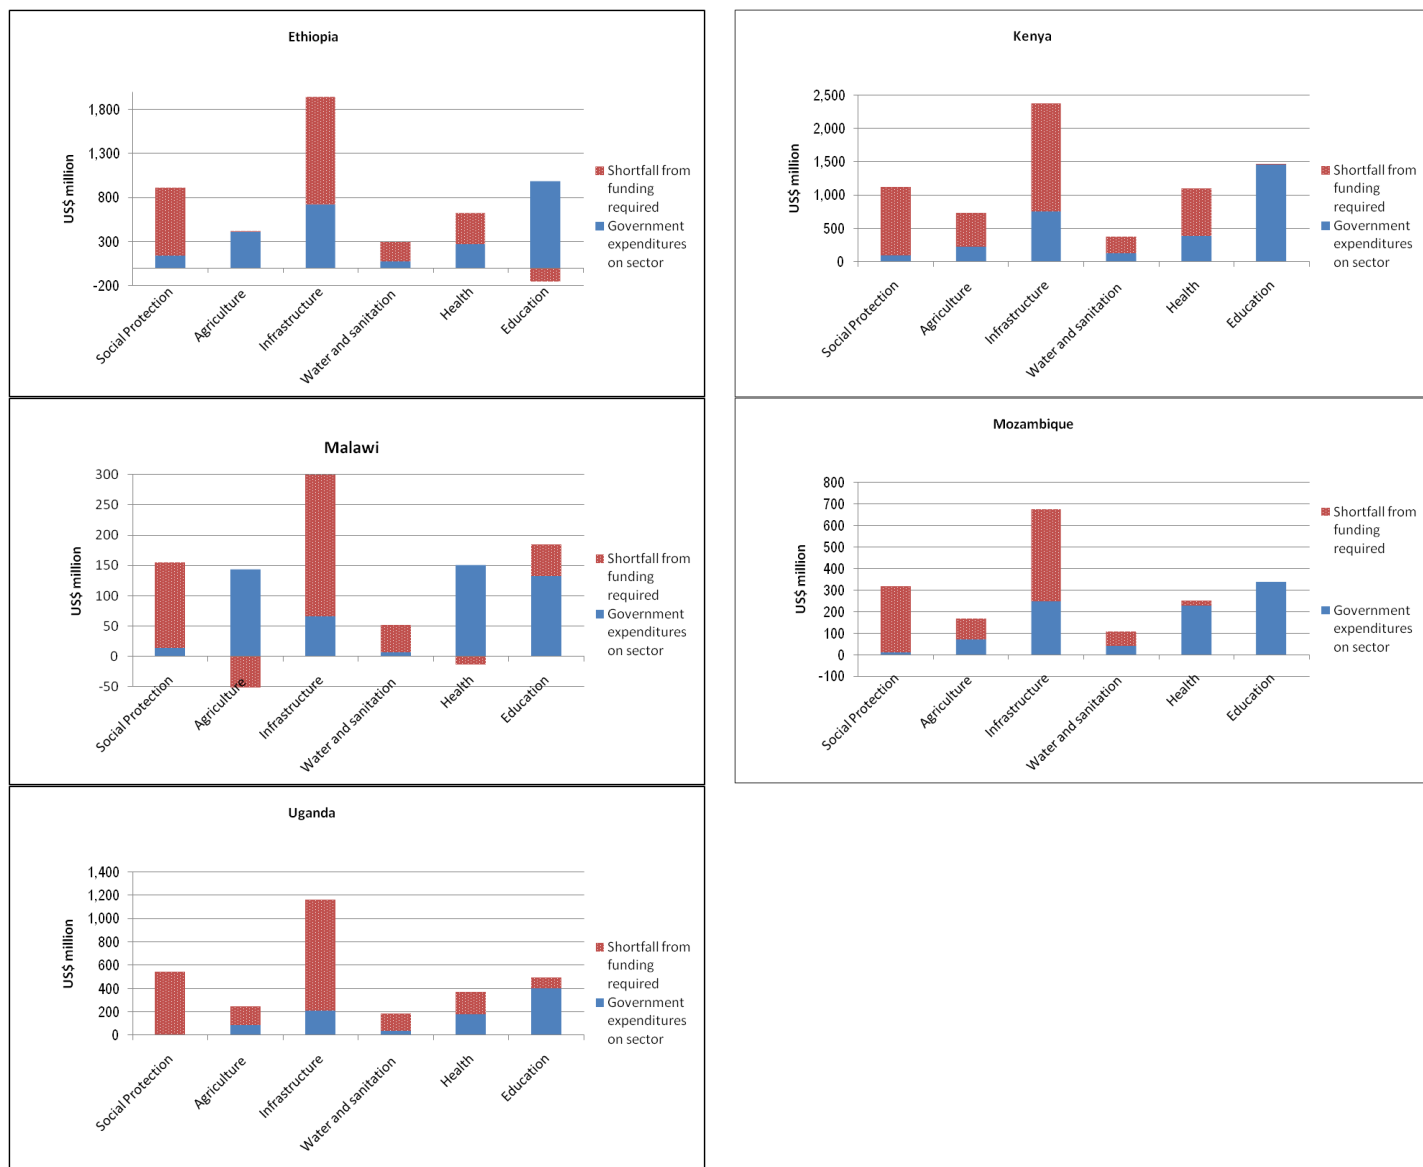 Ethiopia
US$ million
1,800
1,300
800
300
-200
Social Protection
Agriculture
Infrastructure
Water and sanitation
Health
Education
Shortfall from
funding
required
Government
expenditures
on sector
Kenya
US$ million
2,500
2,000
1,500
1,000
500
0
Social Protection
Agriculture
Infrastructure
Water and sanitation
Health
Education
Shortfall from
funding
required
Government
expenditures
on sector
Malawi
US$ million
300
250
200
150
100
50
0
-50
Social Protection
Agriculture
Infrastructure
Water and sanitation
Health
Education
Shortfall from
funding
required
Government
expenditures
on sector
Mozambique
US$ million
800
700
600
500
400
300
200
100
0
-100
Social Protection
Agriculture
Infrastructure
Water and sanitation
Health
Education
Shortfall from
funding
required
Government
expenditures
on sector
Uganda
US$ million
1,400
1,200
1,000
800
600
400
200
0
Social Protection
Agriculture
Infrastructure
Water and sanitation
Health
Education
Shortfall from
funding
required
Government
expenditures
on sector